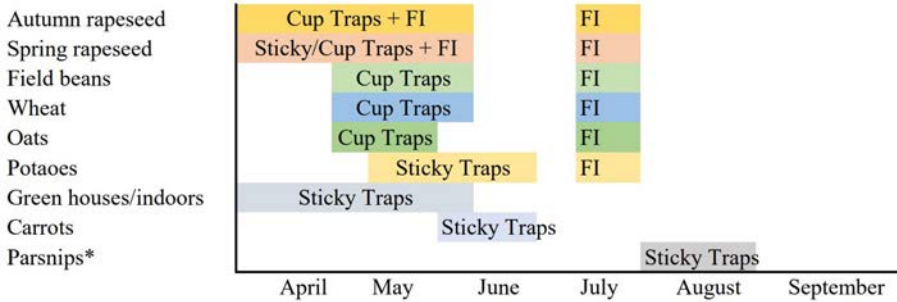 Autumn rapeseed Cup Traps + FI FI
Spring rapeseed Sticky/Cup Traps + FI FI
Field beans Cup Traps FI
Wheat Cup Traps FI
Oats Cup Traps FI
Potaoes Sticky Traps FI
Green houses/indoors Sticky Traps
Carrots Sticky Traps
Parsnips* Sticky Traps
April May June July August September